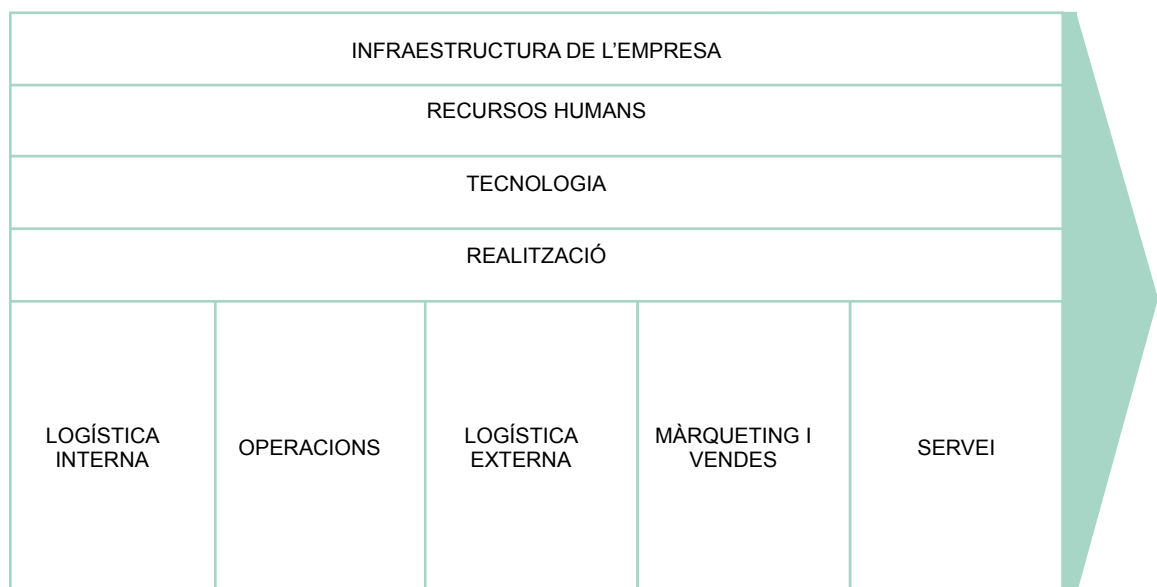 INFRAESTRUCTURA DE L'EMPRESA
RECURSOS HUMANS
TECNOLOGIA
REALITZACIÓ
LOGÍSTICA
INTERNA
OPERACIONS
LOGÍSTICA
EXTERNA
MÀRQUETING I
VENDES
SERVEI